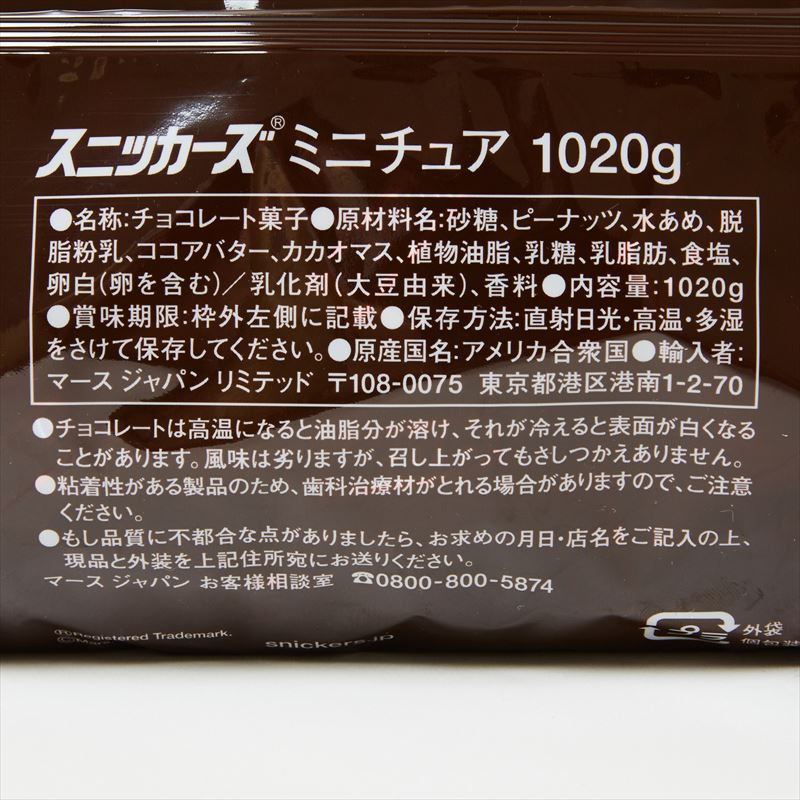 スニッカーズ® ミニチュア 1020g
●名称:チョコレート菓子●原材料名:砂糖、ピーナッツ、水あめ、脱
脂粉乳、ココアバター、カカオマス、植物油脂、乳糖、乳脂肪、食塩、
卵白(卵を含む)/乳化剤(大豆由来)、香料●内容量:1020g
●賞味期限:枠外左側に記載●保存方法:直射日光・高温・多湿
をさけて保存してください。●原産国名:アメリカ合衆国●輸入者:
マース ジャパン リミテッド 〒108-0075 東京都港区港南1-2-70
●チョコレートは高温になると油脂分が溶け、それが冷えると表面が白くなる
ことがあります。風味は劣りますが、召し上がってもさしつかえありません。
●粘着性がある製品のため、歯科治療材がとれる場合がありますので、ご注意
ください。
●もし品質に不都合な点がありましたら、お求めの月日・店名をご記入の上、
現品と外装を上記住所宛にお送りください。
マース ジャパン お客様相談室 ☎0800-800-5874
®Registered Trademark.
©Mars
snickers.jp
プラ
外袋
個包装